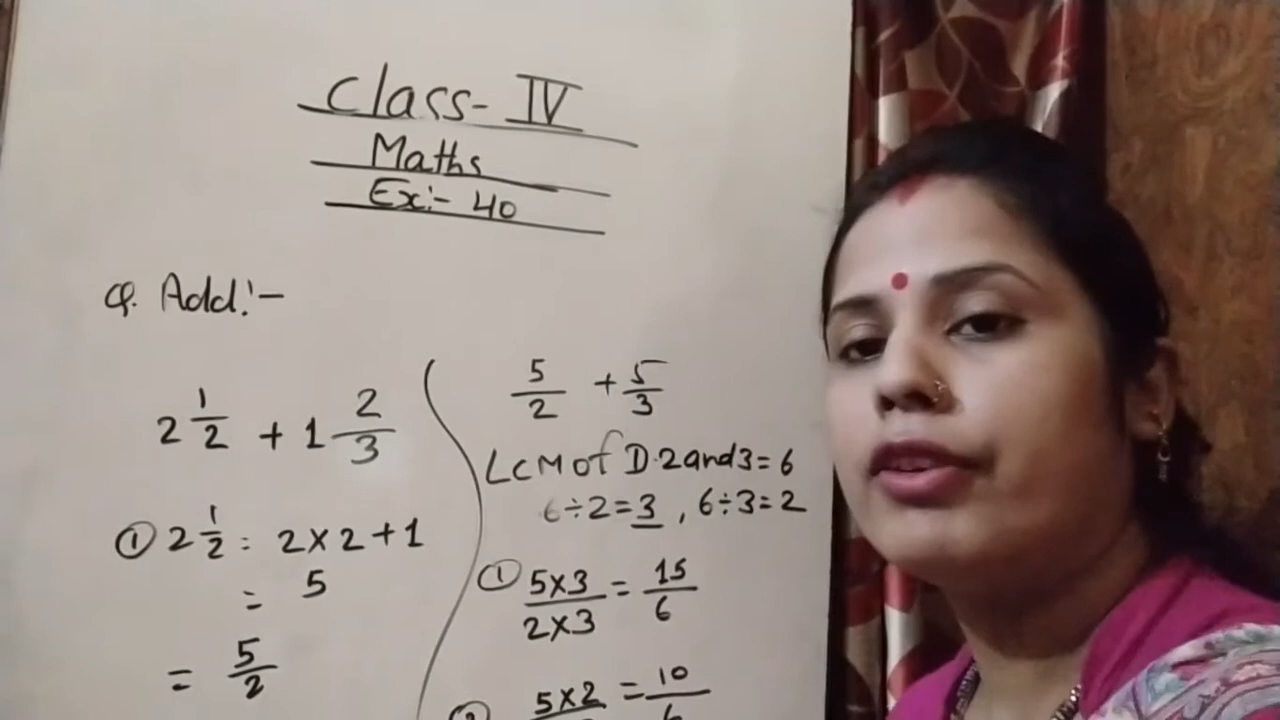 Class- IV
Maths
Ex:- 40
Q. Add:-
2 1/2 + 1 2/3
① 2 1/2 = 2×2+1
= 5
= 5/2
5/2 + 5/3
LCM of D.2 and 3 = 6
6÷2=3, 6÷3=2
① 5×3/2×3 = 15/6
② 5×2 = 10/6